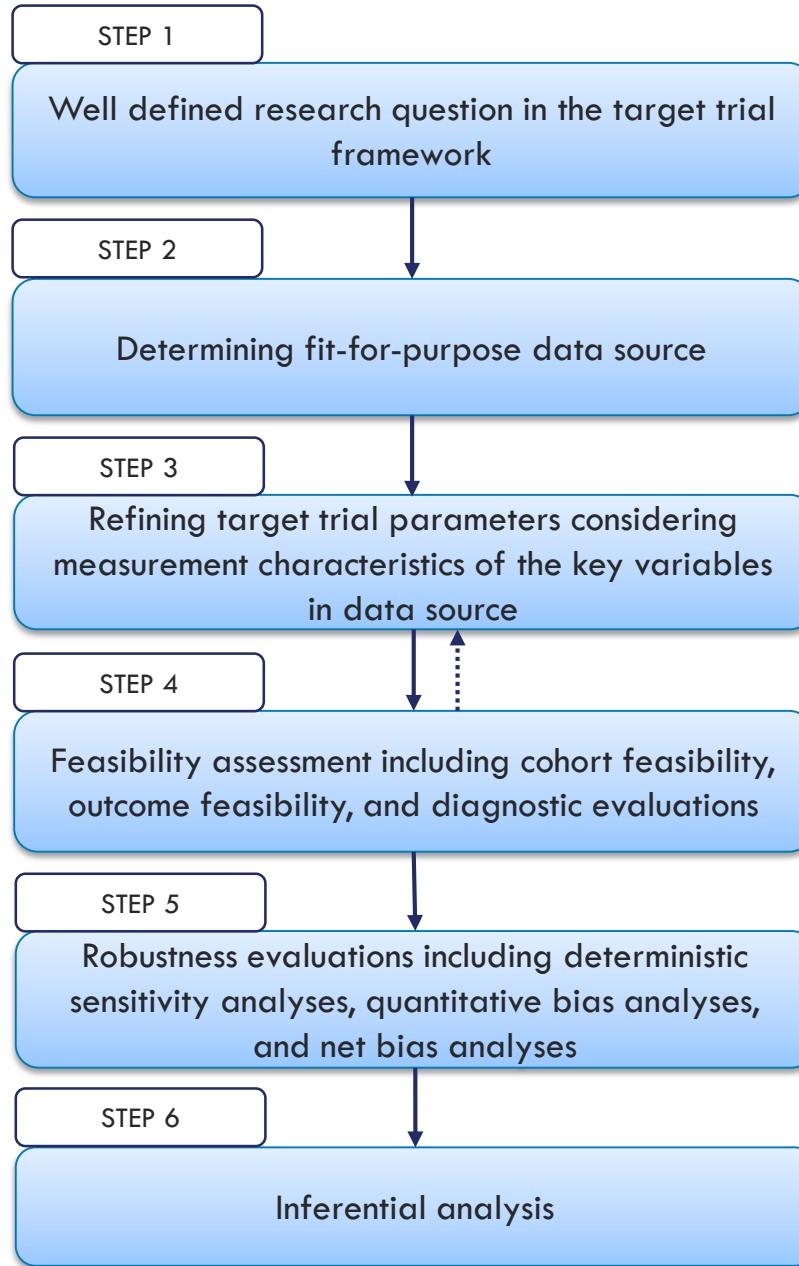 STEP 1
Well defined research question in the target trial
framework
STEP 2
Determining fit-for-purpose data source
STEP 3
Refining target trial parameters considering
measurement characteristics of the key variables
in data source
STEP 4
Feasibility assessment including cohort feasibility,
outcome feasibility, and diagnostic evaluations
STEP 5
Robustness evaluations including deterministic
sensitivity analyses, quantitative bias analyses,
and net bias analyses
STEP 6
Inferential analysis